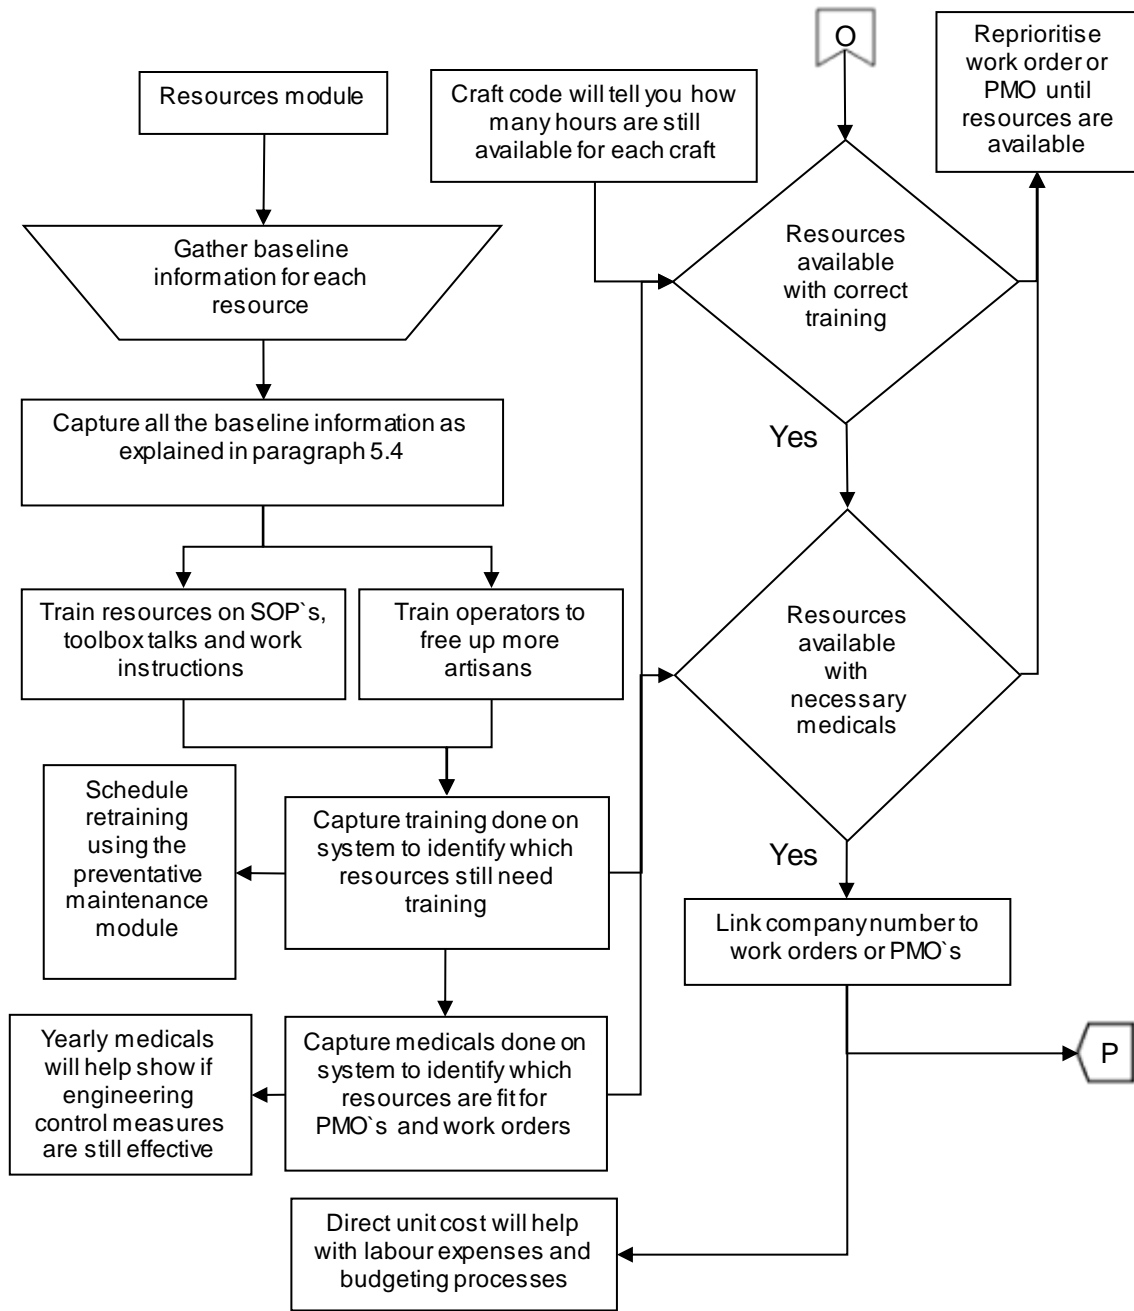 Resources module
Gather baseline
information for each
resource
Capture all the baseline information as
explained in paragraph 5.4
Train resources on SOP`s,
toolbox talks and work
instructions
Train operators to
free up more
artisans
Schedule
retraining
using the
preventative
maintenance
module
Capture training done on
system to identify which
resources still need
training
Yearly medicals
will help show if
engineering
control measures
are still effective
Capture medicals done on
system to identify which
resources are fit for
PMO`s and work orders
Craft code will tell you how
many hours are still
available for each craft
O
Reprioritise
work order or
PMO until
resources are
available
Resources
available
with correct
training
Yes
Resources
available
with
necessary
medicals
Yes
Link company number to
work orders or PMO`s
P
Direct unit cost will help
with labour expenses and
budgeting processes